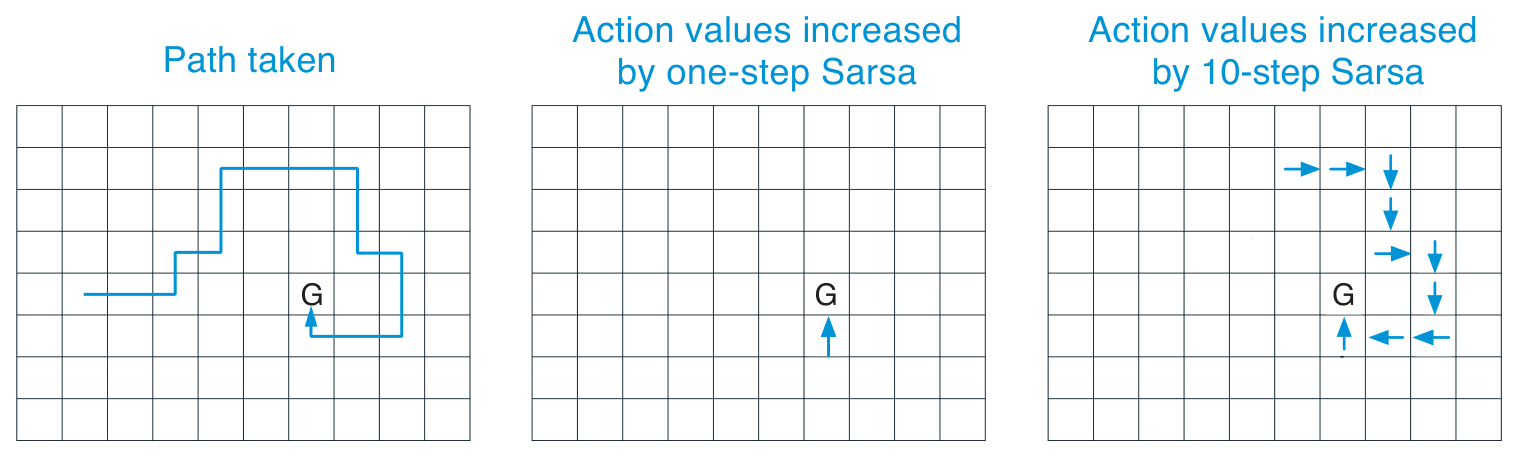 Path taken
Action values increased
by one-step Sarsa
Action values increased
by 10-step Sarsa
G
G
G